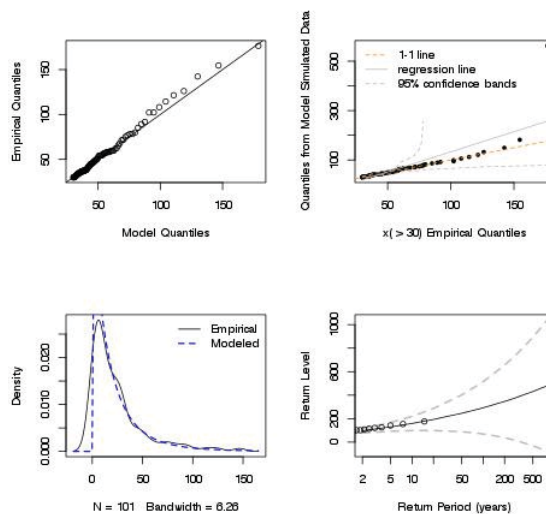 Empirical Quantiles
150
100
50
50
100
150
Model Quantiles
Quantiles from Model Simulated Data
500
300
100
1-1 line
regression line
95% confidence bands
50
100
150
x( > 30) Empirical Quantiles
Density
0.020
0.010
0.000
Empirical
Modeled
0
50
100
150
N = 101 Bandwidth = 6.26
Return Level
1000
600
200
0
2
5
10
50
200
500
Return Period (years)